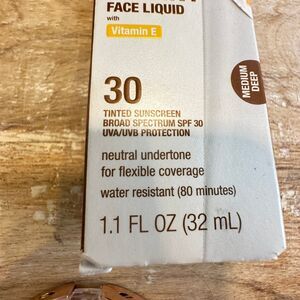 FACE LIQUID
with
Vitamin E
30
TINTED SUNSCREEN
BROAD SPECTRUM SPF 30
UVA/UVB PROTECTION
MEDIUM
DEEP
neutral undertone
for flexible coverage
water resistant (80 minutes)
1.1 FL OZ (32 mL)